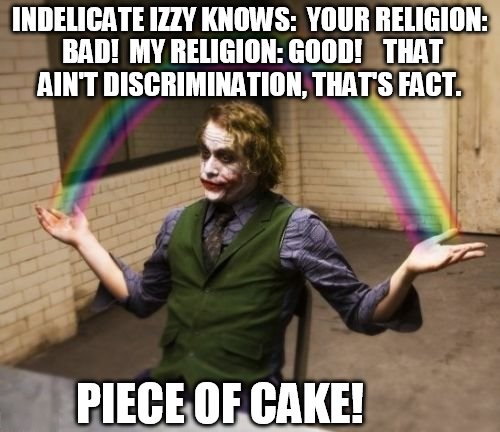 INDELICATE IZZY KNOWS:  YOUR RELIGION:
BAD!  MY RELIGION: GOOD!    THAT
AIN'T DISCRIMINATION, THAT'S FACT.
PIECE OF CAKE!